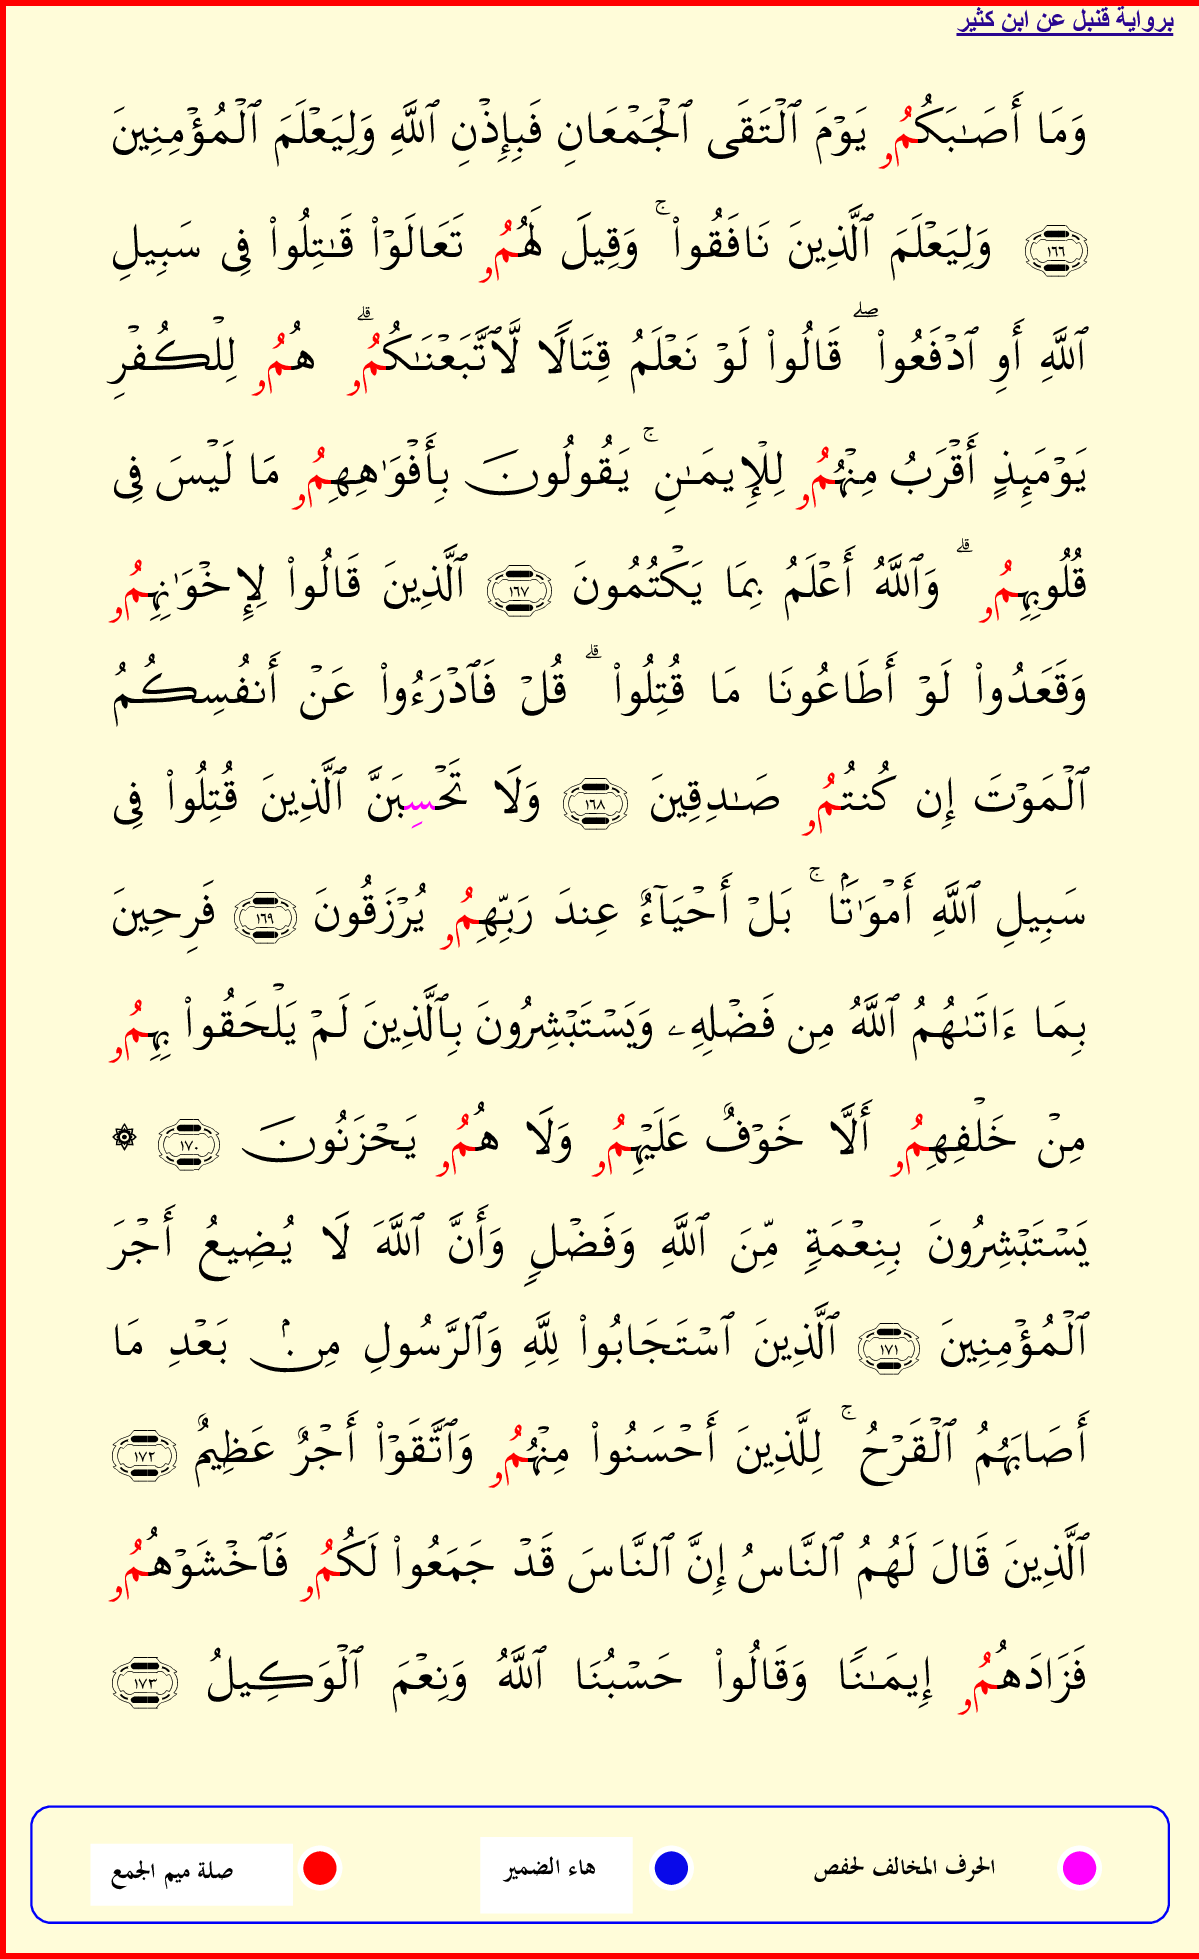 برواية قنبل عن ابن كثير
وَمَا أَصَـٰبَكُمُۥ يَوْمَ ٱلْتَقَى ٱلْجَمْعَانِ فَبِإِذْنِ ٱللَّهِ وَلِيَعْلَمَ ٱلْمُؤْمِنِينَ
١٦٦ وَلِيَعْلَمَ ٱلَّذِينَ نَافَقُوا۟ ۚ وَقِيلَ لَهُمُۥ تَعَالَوْا۟ قَـٰتِلُوا۟ فِى سَبِيلِ
ٱللَّهِ أَوِ ٱدْفَعُوا۟ ۖ قَالُوا۟ لَوْ نَعْلَمُ قِتَالًا لَّٱتَّبَعْنَـٰكُمُۥ ۗ هُمُۥ لِلْكُفْرِ
يَوْمَئِذٍ أَقْرَبُ مِنْهُمُۥ لِلْإِيمَـٰنِ ۚ يَقُولُونَ بِأَفْوَٰهِهِمُۥ مَا لَيْسَ فِى
قُلُوبِهِمُۥ ۗ وَٱللَّهُ أَعْلَمُ بِمَا يَكْتُمُونَ ١٦٧ ٱلَّذِينَ قَالُوا۟ لِإِخْوَٰنِهِمُۥ
وَقَعَدُوا۟ لَوْ أَطَاعُونَا مَا قُتِلُوا۟ ۗ قُلْ فَٱدْرَءُوا۟ عَنْ أَنفُسِكُمُ
ٱلْمَوْتَ إِن كُنتُمُۥ صَـٰدِقِينَ ١٦٨ وَلَا تَحْسِبَنَّ ٱلَّذِينَ قُتِلُوا۟ فِى
سَبِيلِ ٱللَّهِ أَمْوَٰتَۢا ۚ بَلْ أَحْيَآءٌ عِندَ رَبِّهِمُۥ يُرْزَقُونَ ١٦٩ فَرِحِينَ
بِمَا ءَاتَىٰهُمُ ٱللَّهُ مِن فَضْلِهِۦ وَيَسْتَبْشِرُونَ بِٱلَّذِينَ لَمْ يَلْحَقُوا۟ بِهِمُۥ
مِنْ خَلْفِهِمُۥ أَلَّا خَوْفٌ عَلَيْهِمُۥ وَلَا هُمُۥ يَحْزَنُونَ ١٧٠ ۞
يَسْتَبْشِرُونَ بِنِعْمَةٍ مِّنَ ٱللَّهِ وَفَضْلٍ وَأَنَّ ٱللَّهَ لَا يُضِيعُ أَجْرَ
ٱلْمُؤْمِنِينَ ١٧١ ٱلَّذِينَ ٱسْتَجَابُوا۟ لِلَّهِ وَٱلرَّسُولِ مِنۢ بَعْدِ مَا
أَصَابَهُمُ ٱلْقَرْحُ ۚ لِلَّذِينَ أَحْسَنُوا۟ مِنْهُمُۥ وَٱتَّقَوْا۟ أَجْرٌ عَظِيمٌ ١٧٢
ٱلَّذِينَ قَالَ لَهُمُ ٱلنَّاسُ إِنَّ ٱلنَّاسَ قَدْ جَمَعُوا۟ لَكُمُۥ فَٱخْشَوْهُمُۥ
فَزَادَهُمُۥ إِيمَـٰنًا وَقَالُوا۟ حَسْبُنَا ٱللَّهُ وَنِعْمَ ٱلْوَكِيلُ ١٧٣
الحرف المخالف لحفص هاء الضمير صلة ميم الجمع